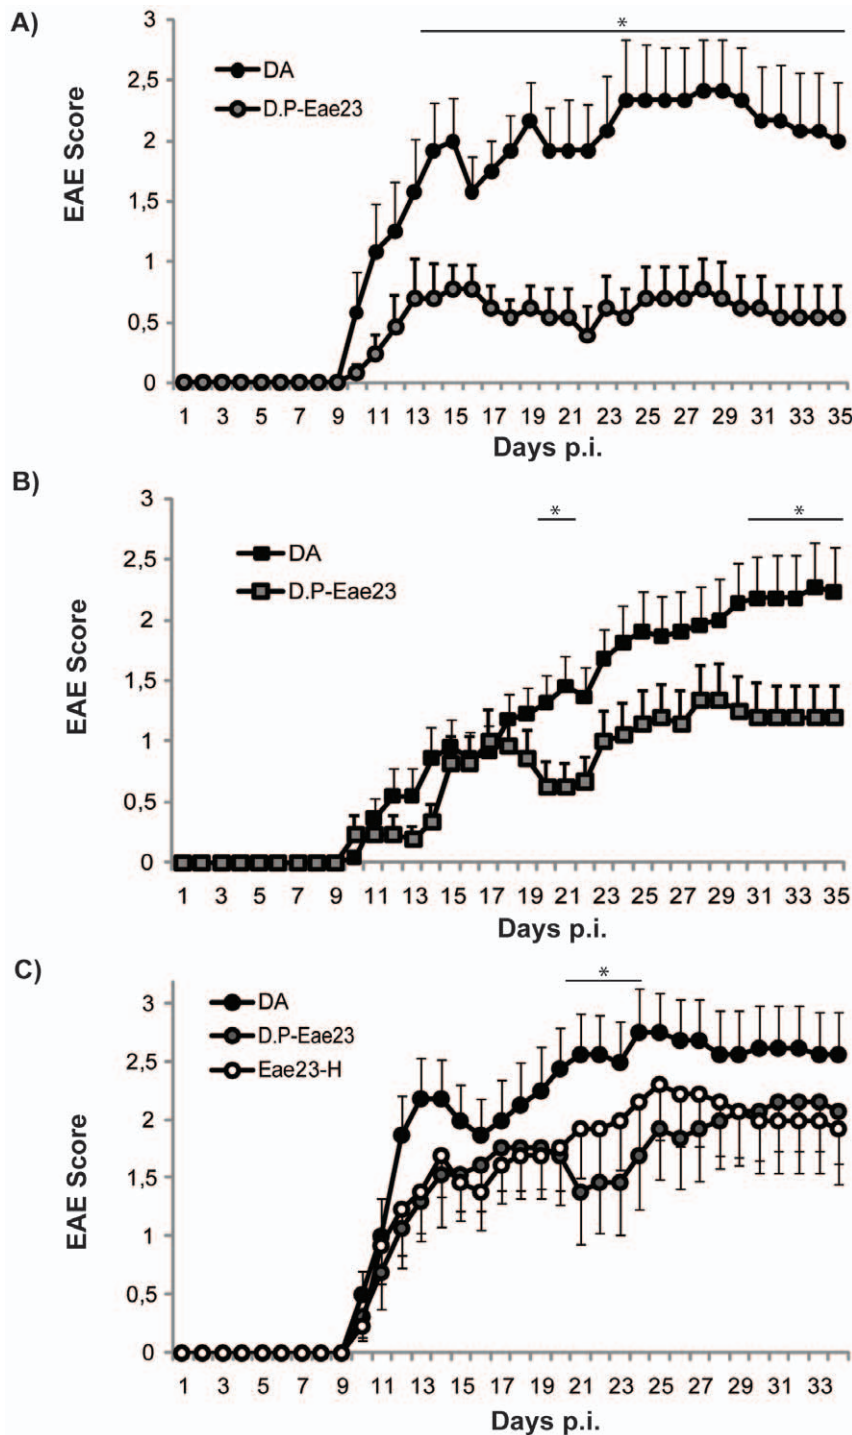 A)
*
3
2,5
2
1,5
1
0,5
0
EAE Score
DA
D.P-Eae23
1 3 5 7 9 11 13 15 17 19 21 23 25 27 29 31 33 35
Days p.i.
B)
* *
3
2,5
2
1,5
1
0,5
0
EAE Score
DA
D.P-Eae23
1 3 5 7 9 11 13 15 17 19 21 23 25 27 29 31 33 35
Days p.i.
C)
*
3
2,5
2
1,5
1
0,5
0
EAE Score
DA
D.P-Eae23
Eae23-H
1 3 5 7 9 11 13 15 17 19 21 23 25 27 29 31 33
Days p.i.